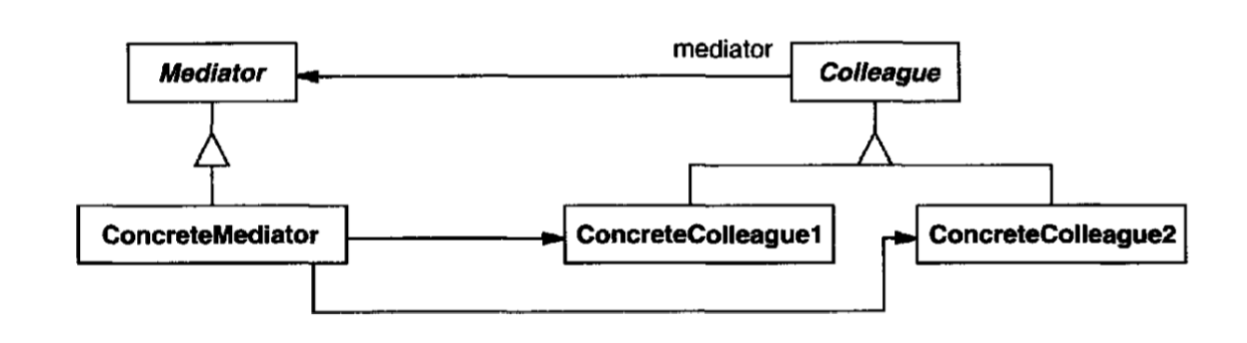 mediator
Mediator
Colleague
ConcreteMediator
ConcreteColleague1
ConcreteColleague2